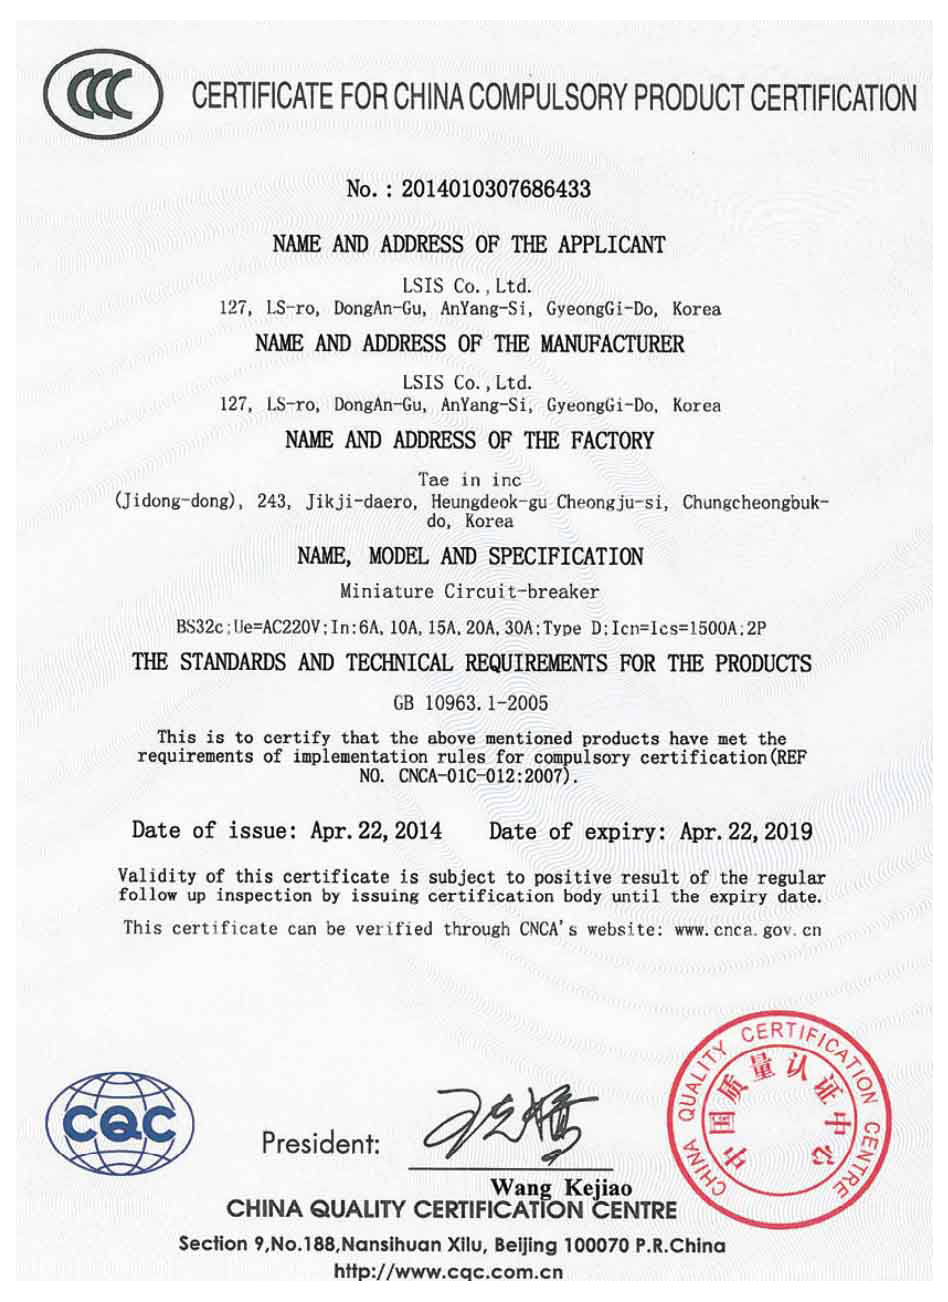 CCC
CERTIFICATE FOR CHINA COMPULSORY PRODUCT CERTIFICATION
No. : 2014010307686433
NAME AND ADDRESS OF THE APPLICANT
LSIS Co., Ltd.
127, LS-ro, DongAn-Gu, AnYang-Si, GyeongGi-Do, Korea
NAME AND ADDRESS OF THE MANUFACTURER
LSIS Co., Ltd.
127, LS-ro, DongAn-Gu, AnYang-Si, GyeongGi-Do, Korea
NAME AND ADDRESS OF THE FACTORY
Tae in inc
(Jidong-dong), 243, Jikji-daero, Heungdeok-gu Cheongju-si, Chungcheongbuk-
do, Korea
NAME, MODEL AND SPECIFICATION
Miniature Circuit-breaker
BS32c;Ue=AC220V;In:6A, 10A, 15A, 20A, 30A;Type D;Icn=Ics=1500A;2P
THE STANDARDS AND TECHNICAL REQUIREMENTS FOR THE PRODUCTS
GB 10963.1-2005
This is to certify that the above mentioned products have met the
requirements of implementation rules for compulsory certification(REF
NO. CNCA-01C-012:2007).
Date of issue: Apr. 22, 2014 Date of expiry: Apr. 22, 2019
Validity of this certificate is subject to positive result of the regular
follow up inspection by issuing certification body until the expiry date.
This certificate can be verified through CNCA's website: www.cnca.gov.cn
CHINA QUALITY CERTIFICATION CENTRE
中国质量认证中心
CQC
President:
Wang Kejiao
CHINA QUALITY CERTIFICATION CENTRE
Section 9,No.188,Nansihuan Xilu, Beijing 100070 P.R.China
http://www.cqc.com.cn